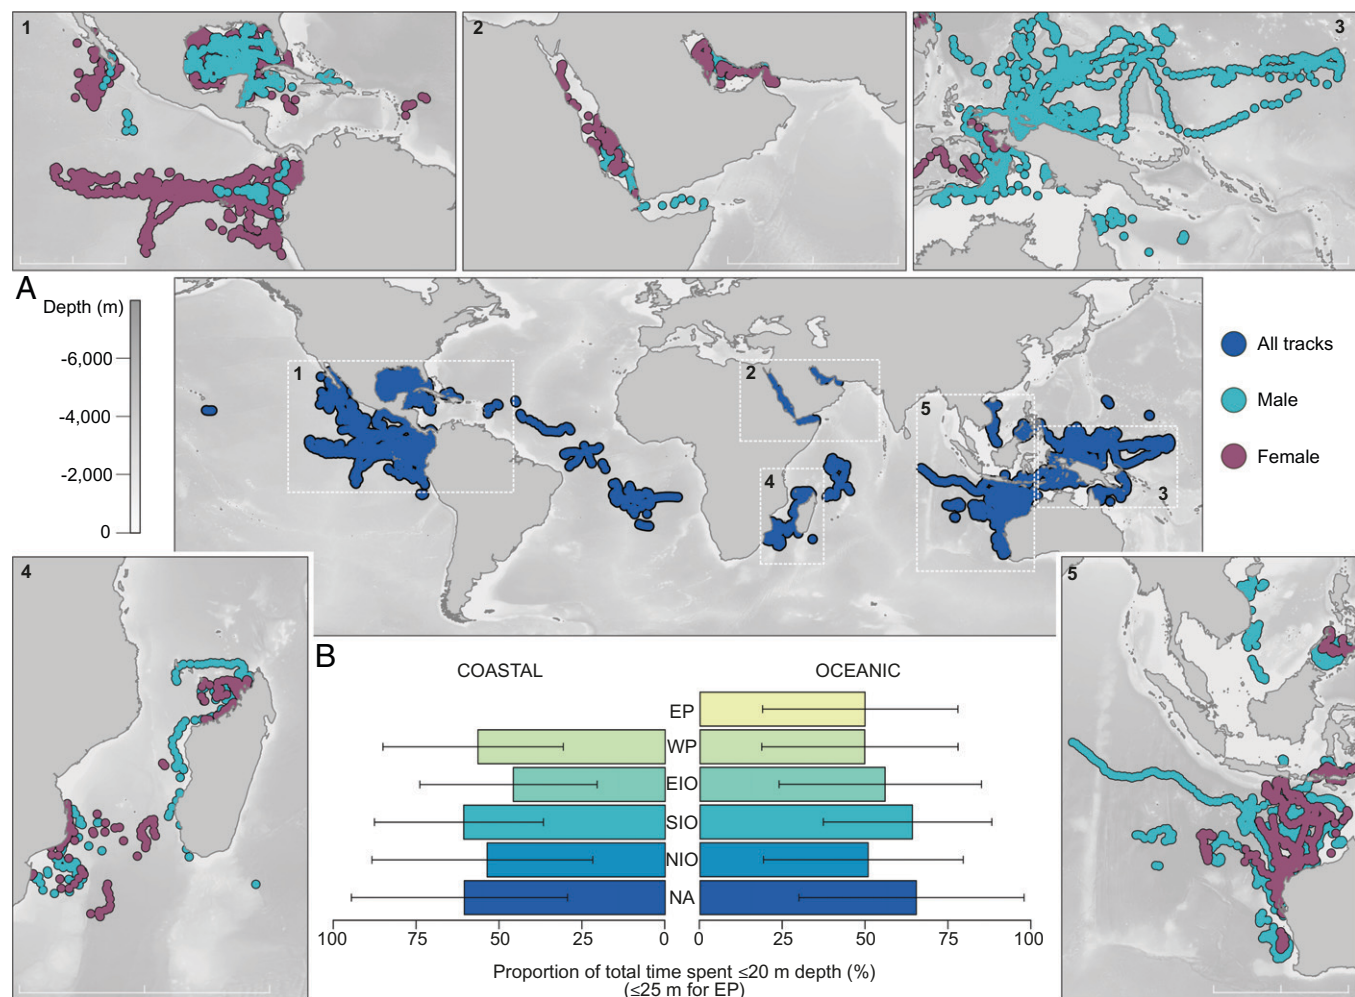 1
2
3
A
Depth (m)
-6,000
-4,000
-2,000
0
1
2
5
4
3
All tracks
Male
Female
4
5
B
COASTAL
OCEANIC
EP
WP
EIO
SIO
NIO
NA
100
75
50
25
0
0
25
50
75
100
Proportion of total time spent ≤20 m depth (%)
(≤25 m for EP)